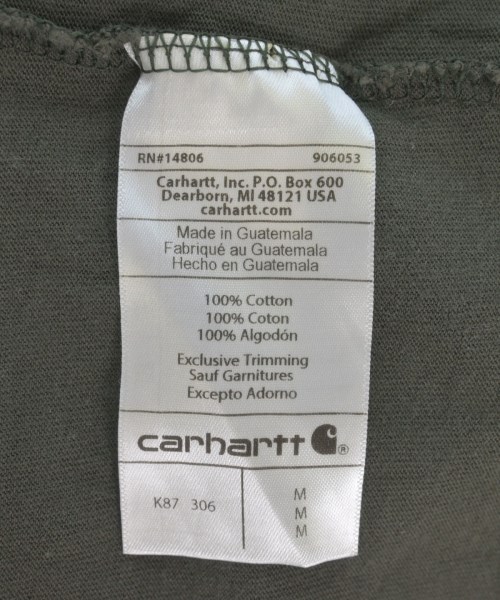 RN#14806 906053
Carhartt, Inc. P.O. Box 600
Dearborn, MI 48121 USA
carhartt.com
Made in Guatemala
Fabriqué au Guatemala
Hecho en Guatemala
100% Cotton
100% Coton
100% Algodón
Exclusive Trimming
Sauf Garnitures
Excepto Adorno
carhartt ®
K87 306
M
M
M